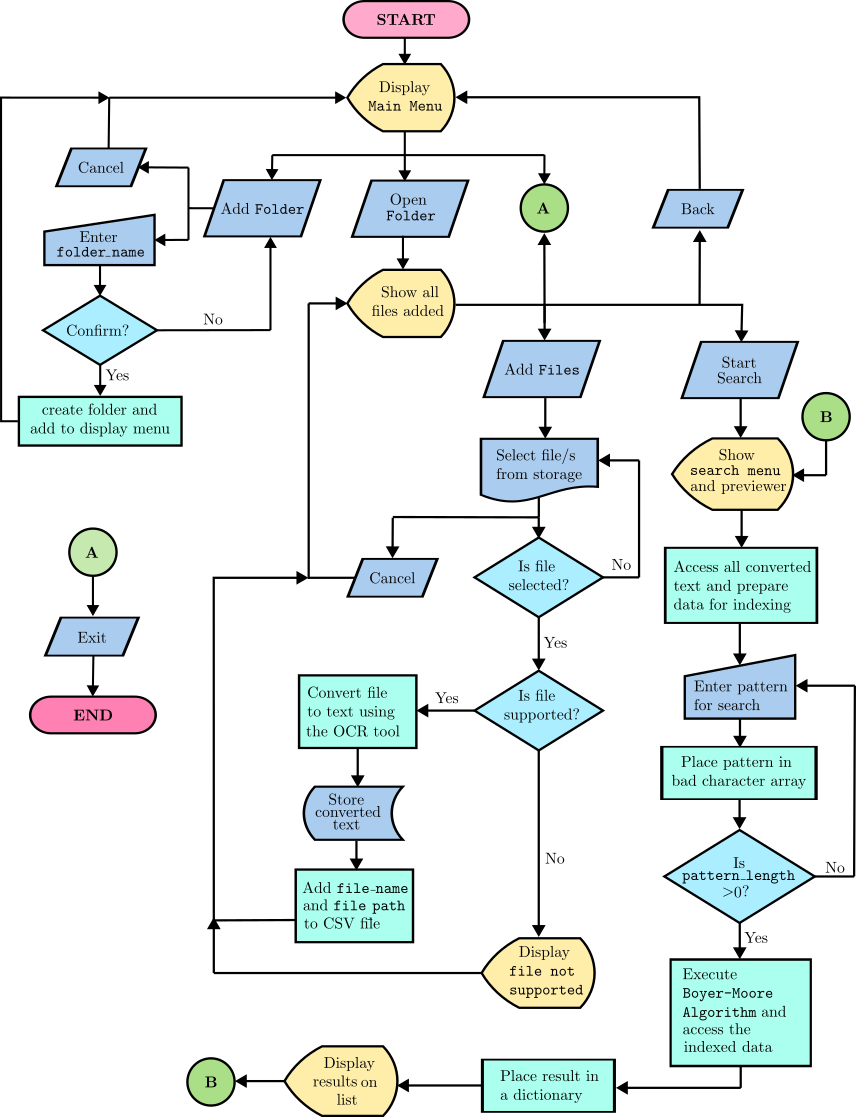 START
Display
Main Menu
Cancel
Add Folder
Open
Folder
A
Back
Enter
folder_name
Show all
files added
Confirm?
No
Yes
create folder and
add to display menu
Add Files
Start
Search
B
Select file/s
from storage
Show
search menu
and previewer
A
Cancel
Is file
selected?
No
Access all converted
text and prepare
data for indexing
Exit
Yes
END
Convert file
to text using
the OCR tool
Yes
Is file
supported?
Enter pattern
for search
Place pattern in
bad character array
Store
converted
text
No
Is
pattern_length
>0?
No
Add file_name
and file path
to CSV file
Yes
Display
file not
supported
Execute
Boyer-Moore
Algorithm and
access the
indexed data
B
Display
results on
list
Place result in
a dictionary